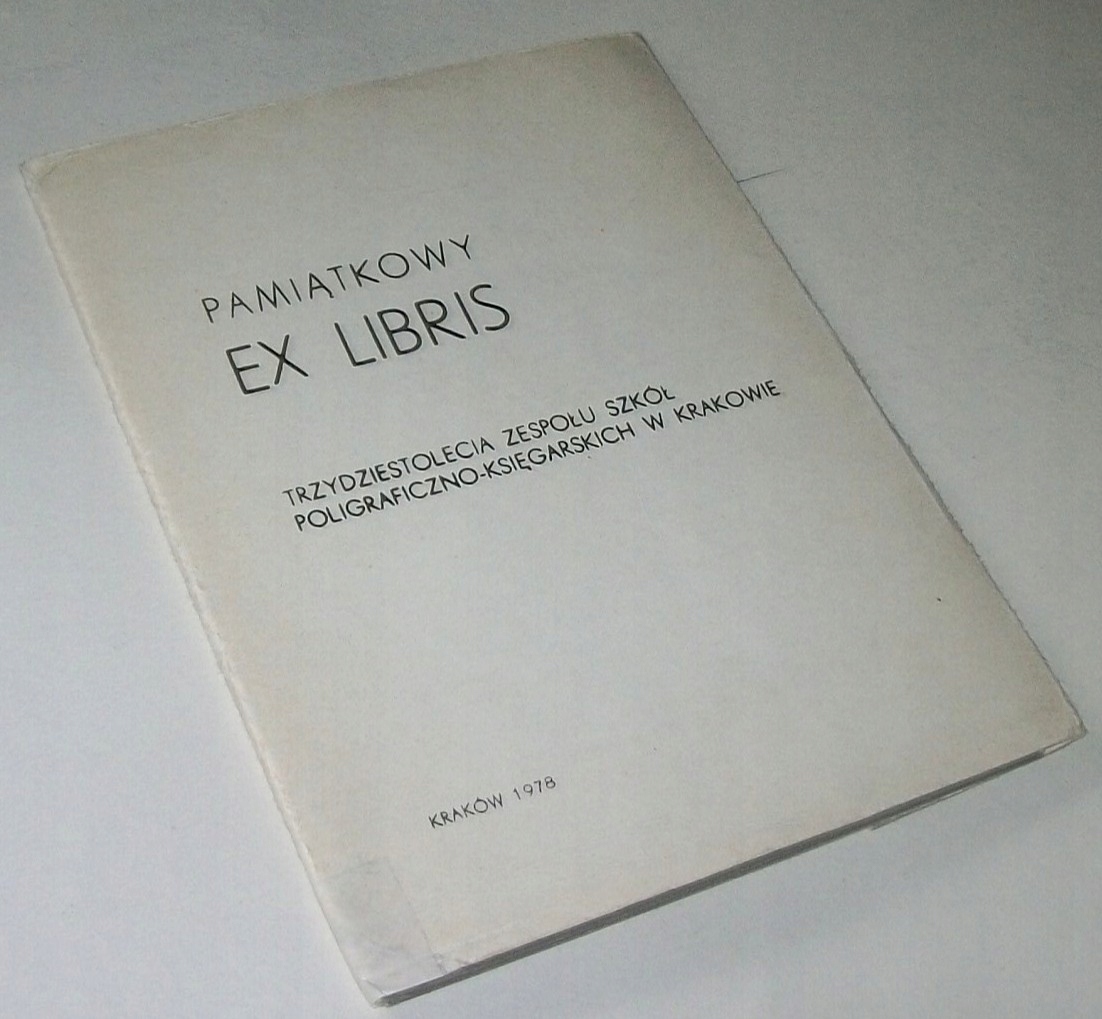 PAMIĄTKOWY
EX LIBRIS
TRZYDZIESTOLECIA ZESPOŁU SZKÓŁ
POLIGRAFICZNO-KSIĘGARSKICH W KRAKOWIE
KRAKÓW 1978